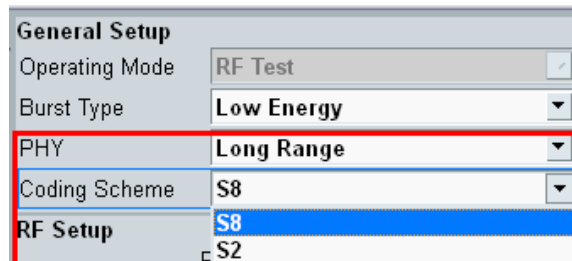 General Setup
Operating Mode RF Test
Burst Type Low Energy
PHY Long Range
Coding Scheme S8
RF Setup S8
S2